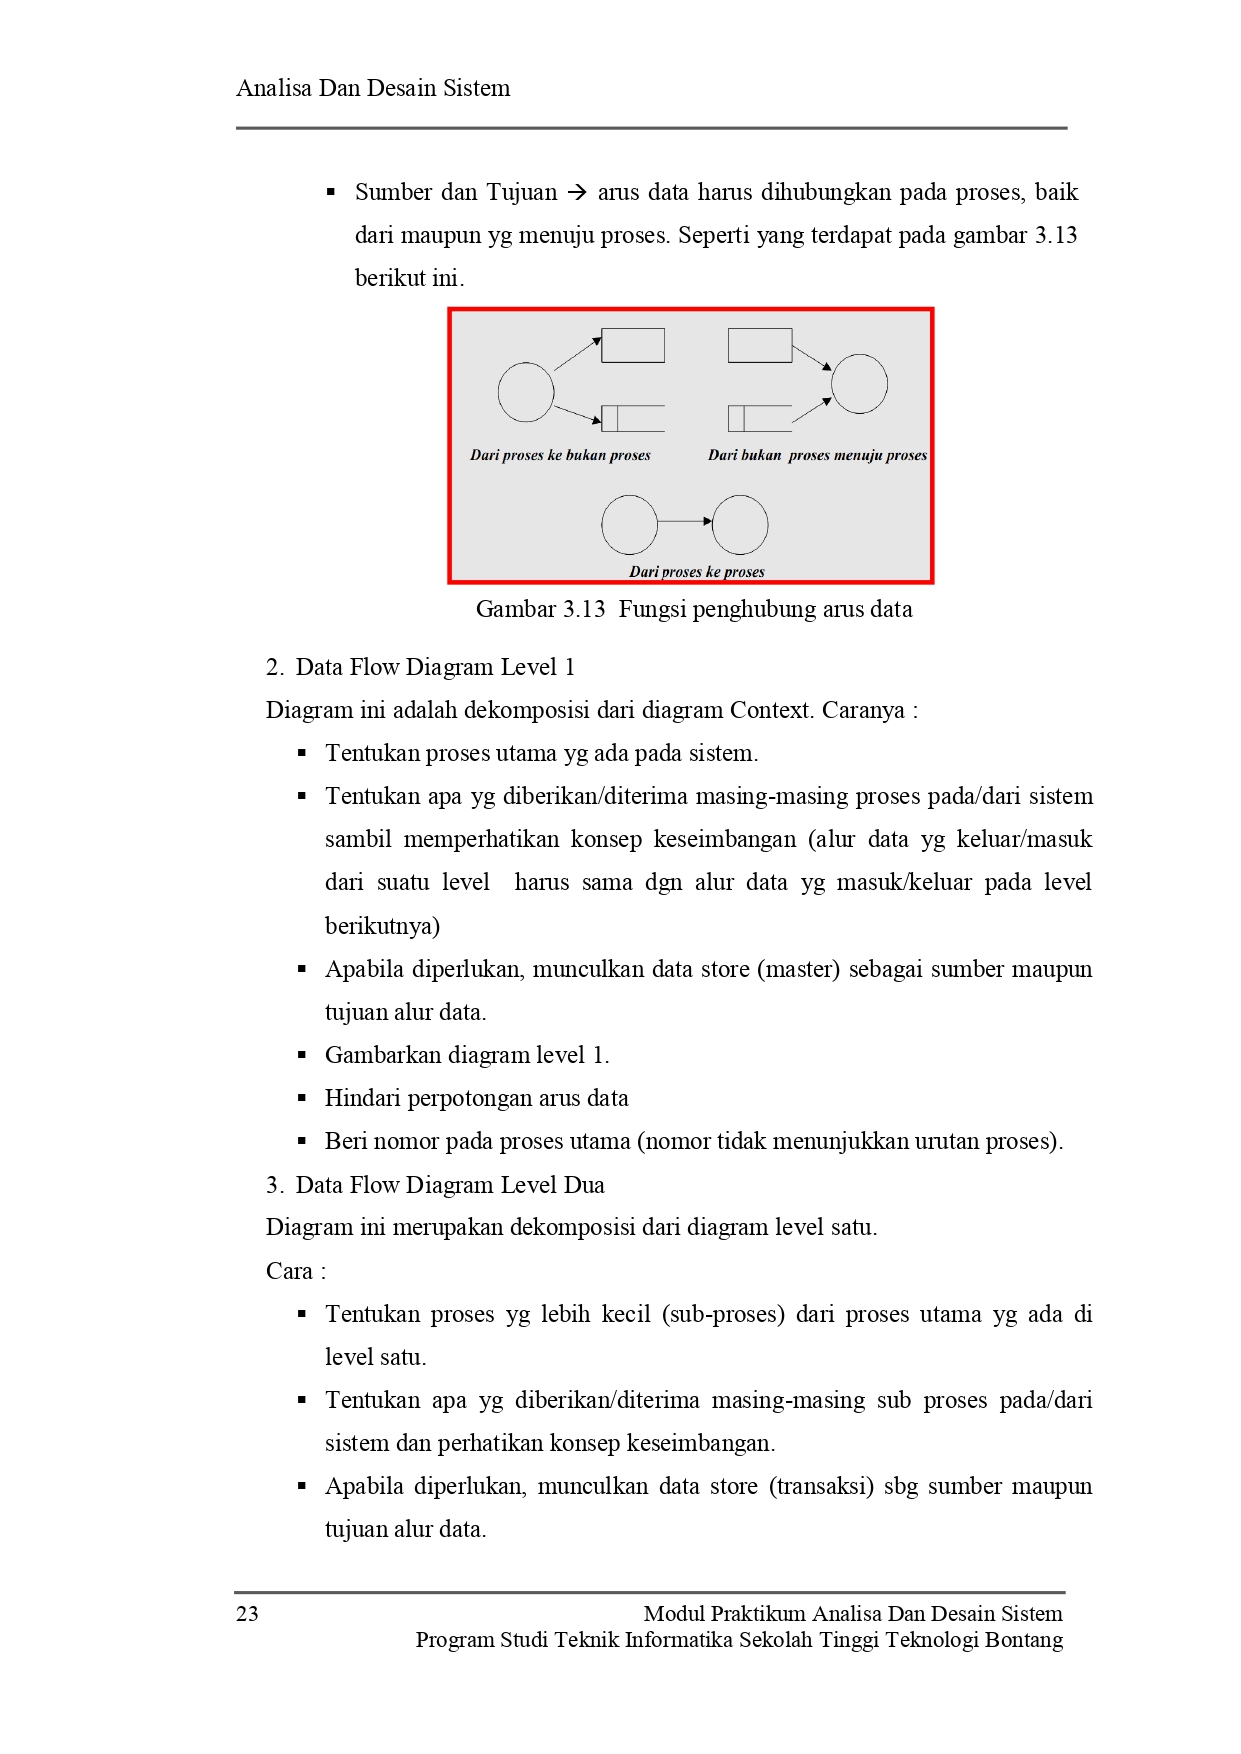 Analisa Dan Desain Sistem
▪ Sumber dan Tujuan → arus data harus dihubungkan pada proses, baik
dari maupun yg menuju proses. Seperti yang terdapat pada gambar 3.13
berikut ini.
Dari proses ke bukan proses
Dari bukan proses menuju proses
Dari proses ke proses
Gambar 3.13 Fungsi penghubung arus data
2. Data Flow Diagram Level 1
Diagram ini adalah dekomposisi dari diagram Context. Caranya :
▪ Tentukan proses utama yg ada pada sistem.
▪ Tentukan apa yg diberikan/diterima masing-masing proses pada/dari sistem
sambil memperhatikan konsep keseimbangan (alur data yg keluar/masuk
dari suatu level harus sama dgn alur data yg masuk/keluar pada level
berikutnya)
▪ Apabila diperlukan, munculkan data store (master) sebagai sumber maupun
tujuan alur data.
▪ Gambarkan diagram level 1.
▪ Hindari perpotongan arus data
▪ Beri nomor pada proses utama (nomor tidak menunjukkan urutan proses).
3. Data Flow Diagram Level Dua
Diagram ini merupakan dekomposisi dari diagram level satu.
Cara :
▪ Tentukan proses yg lebih kecil (sub-proses) dari proses utama yg ada di
level satu.
▪ Tentukan apa yg diberikan/diterima masing-masing sub proses pada/dari
sistem dan perhatikan konsep keseimbangan.
▪ Apabila diperlukan, munculkan data store (transaksi) sbg sumber maupun
tujuan alur data.
23 Modul Praktikum Analisa Dan Desain Sistem
Program Studi Teknik Informatika Sekolah Tinggi Teknologi Bontang